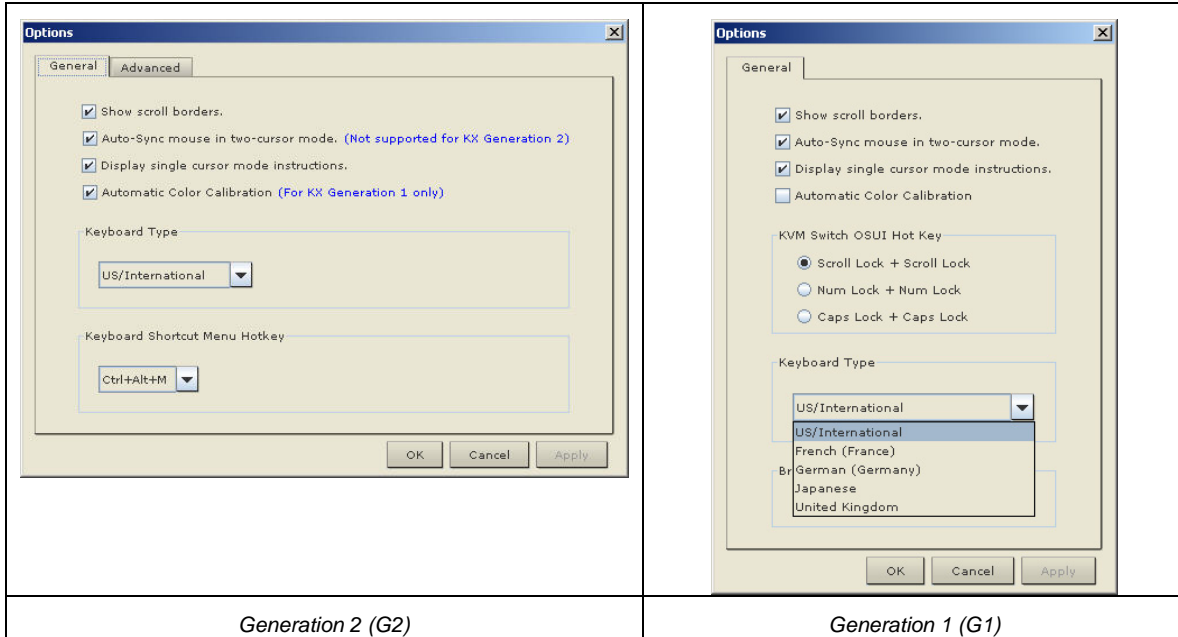 Options
General Advanced
Show scroll borders.
Auto-Sync mouse in two-cursor mode. (Not supported for KX Generation 2)
Display single cursor mode instructions.
Automatic Color Calibration (For KX Generation 1 only)
Keyboard Type
US/International
Keyboard Shortcut Menu Hotkey
Ctrl+Alt+M
OK Cancel Apply
Generation 2 (G2)
Options
General
Show scroll borders.
Auto-Sync mouse in two-cursor mode.
Display single cursor mode instructions.
Automatic Color Calibration
KVM Switch OSUI Hot Key
Scroll Lock + Scroll Lock
Num Lock + Num Lock
Caps Lock + Caps Lock
Keyboard Type
US/International
US/International
French (France)
German (Germany)
Japanese
United Kingdom
OK Cancel Apply
Generation 1 (G1)